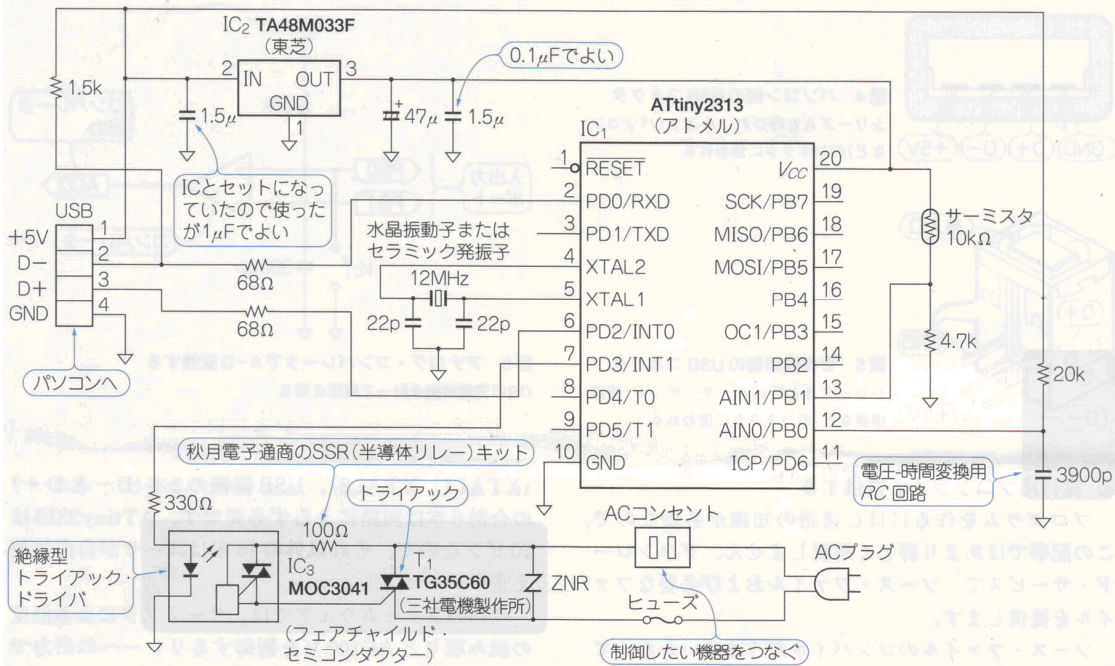 IC2 TA48M033F
(東芝)
0.1μFでよい
2 IN OUT 3
GND
1
1.5k
1.5μ
47μ
1.5μ
ICとセットになっ
ていたので使った
が1μFでよい
USB
+5V 1
D− 2
D+ 3
GND 4
68Ω
68Ω
パソコンへ
水晶振動子または
セラミック発振子
12MHz
22p
22p
ATtiny2313
(アトメル)
IC1
1 RESET
2 PD0/RXD
3 PD1/TXD
4 XTAL2
5 XTAL1
6 PD2/INT0
7 PD3/INT1
8 PD4/T0
9 PD5/T1
10 GND
VCC 20
SCK/PB7 19
MISO/PB6 18
MOSI/PB5 17
PB4 16
OC1/PB3 15
PB2 14
AIN1/PB1 13
AIN0/PB0 12
ICP/PD6 11
サーミスタ
10kΩ
4.7k
20k
3900p
電圧-時間変換用
RC回路
秋月電子通商のSSR(半導体リレー)キット
トライアック
330Ω
100Ω
絶縁型
トライアック・
ドライバ
IC3
MOC3041
(フェアチャイルド・
セミコンダクター)
T1
TG35C60
(三社電機製作所)
ZNR
ACコンセント
ACプラグ
ヒューズ
制御したい機器をつなぐ